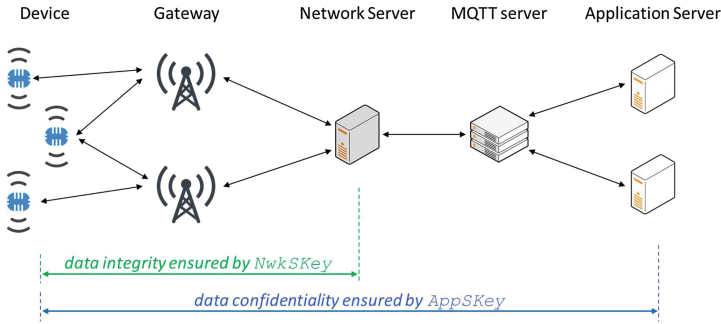 Device Gateway Network Server MQTT server Application Server
data integrity ensured by NwkSKey
data confidentiality ensured by AppSKey